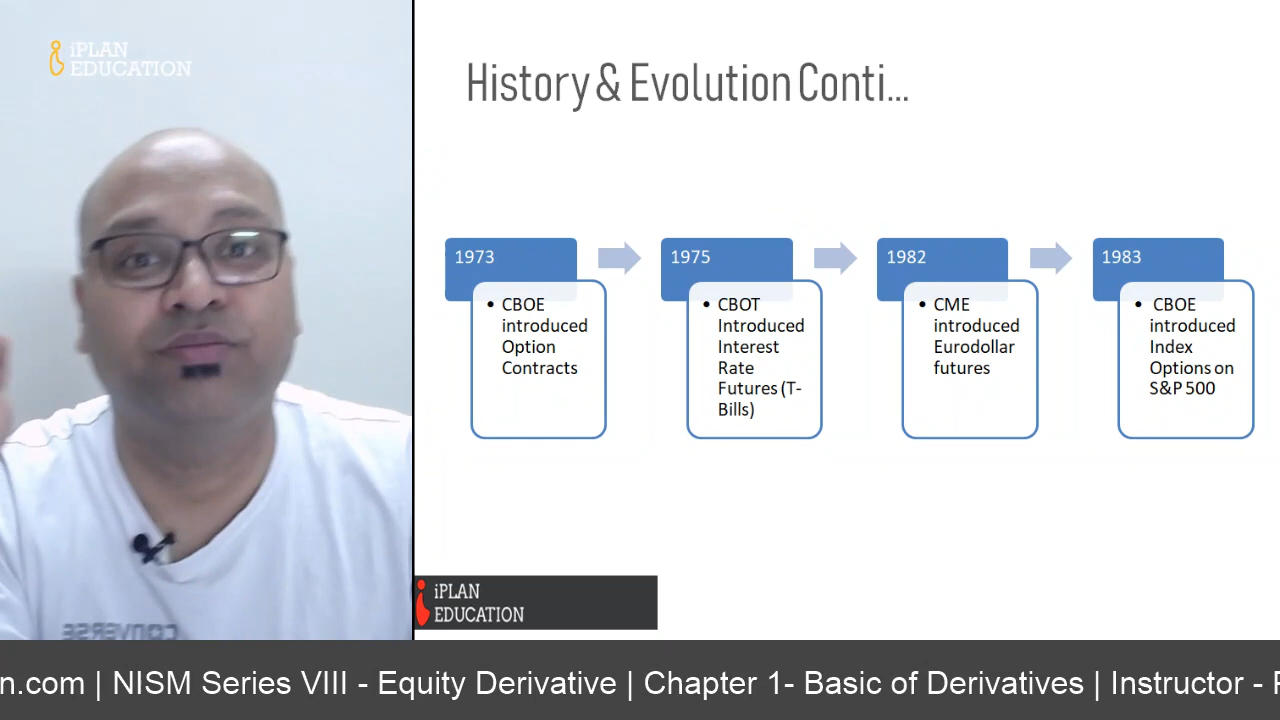 iPLAN
EDUCATION
History & Evolution Conti...
1973
• CBOE
introduced
Option
Contracts
1975
• CBOT
Introduced
Interest
Rate
Futures (T-
Bills)
1982
• CME
introduced
Eurodollar
futures
1983
• CBOE
introduced
Index
Options on
S&P 500
CONVERSE
iPLAN
EDUCATION
n.com | NISM Series VIII - Equity Derivative | Chapter 1- Basic of Derivatives | Instructor -